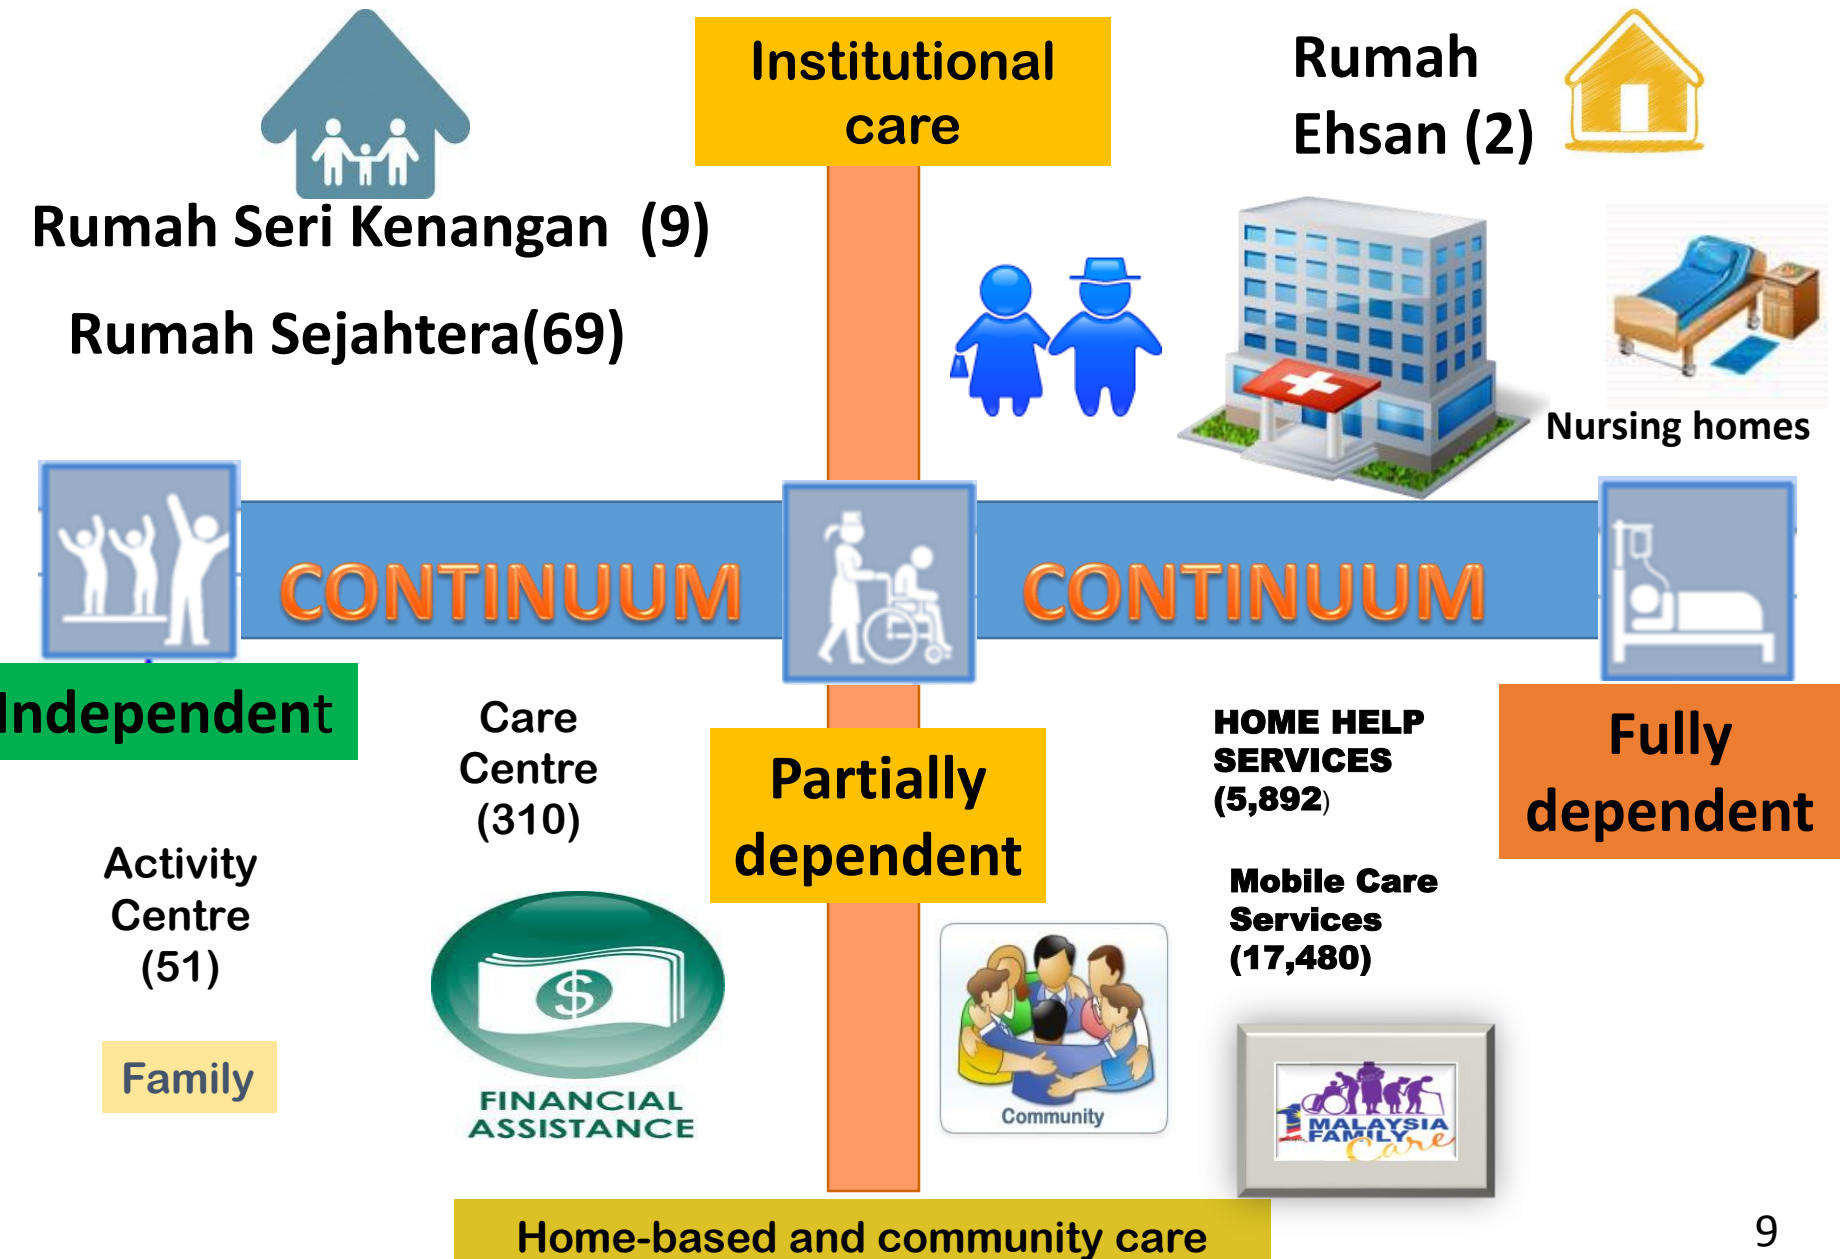 Institutional
care
Rumah
Ehsan (2)
Rumah Seri Kenangan (9)
Rumah Sejahtera(69)
Nursing homes
CONTINUUM
CONTINUUM
Independent
Care
Centre
(310)
Partially
dependent
HOME HELP
SERVICES
(5,892)
Fully
dependent
Activity
Centre
(51)
Mobile Care
Services
(17,480)
Family
$
FINANCIAL
ASSISTANCE
Community
1 MALAYSIA
FAMILY
Care
Home-based and community care
9